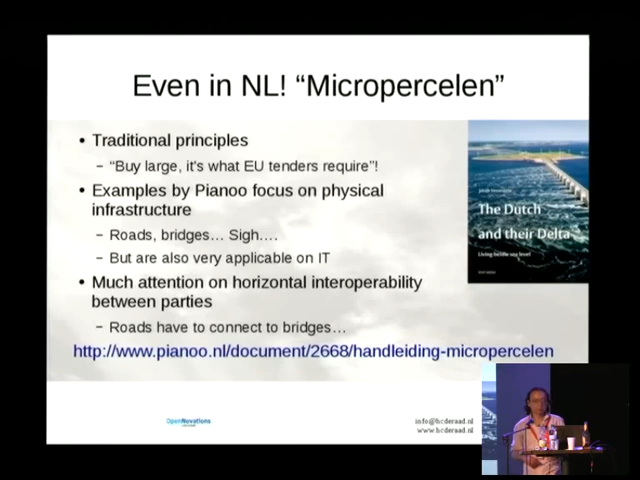 Even in NL! “Micropercelen”
• Traditional principles
– “Buy large, it's what EU tenders require”!
• Examples by Pianoo focus on physical
infrastructure
– Roads, bridges… Sigh….
– But are also very applicable on IT
• Much attention on horizontal interoperability
between parties
– Roads have to connect to bridges…
http://www.pianoo.nl/document/2668/handleiding-micropercelen
The Dutch
and their Delta
Living below sea level
OpenNovations
info@hcderaad.nl
www.hcderaad.nl